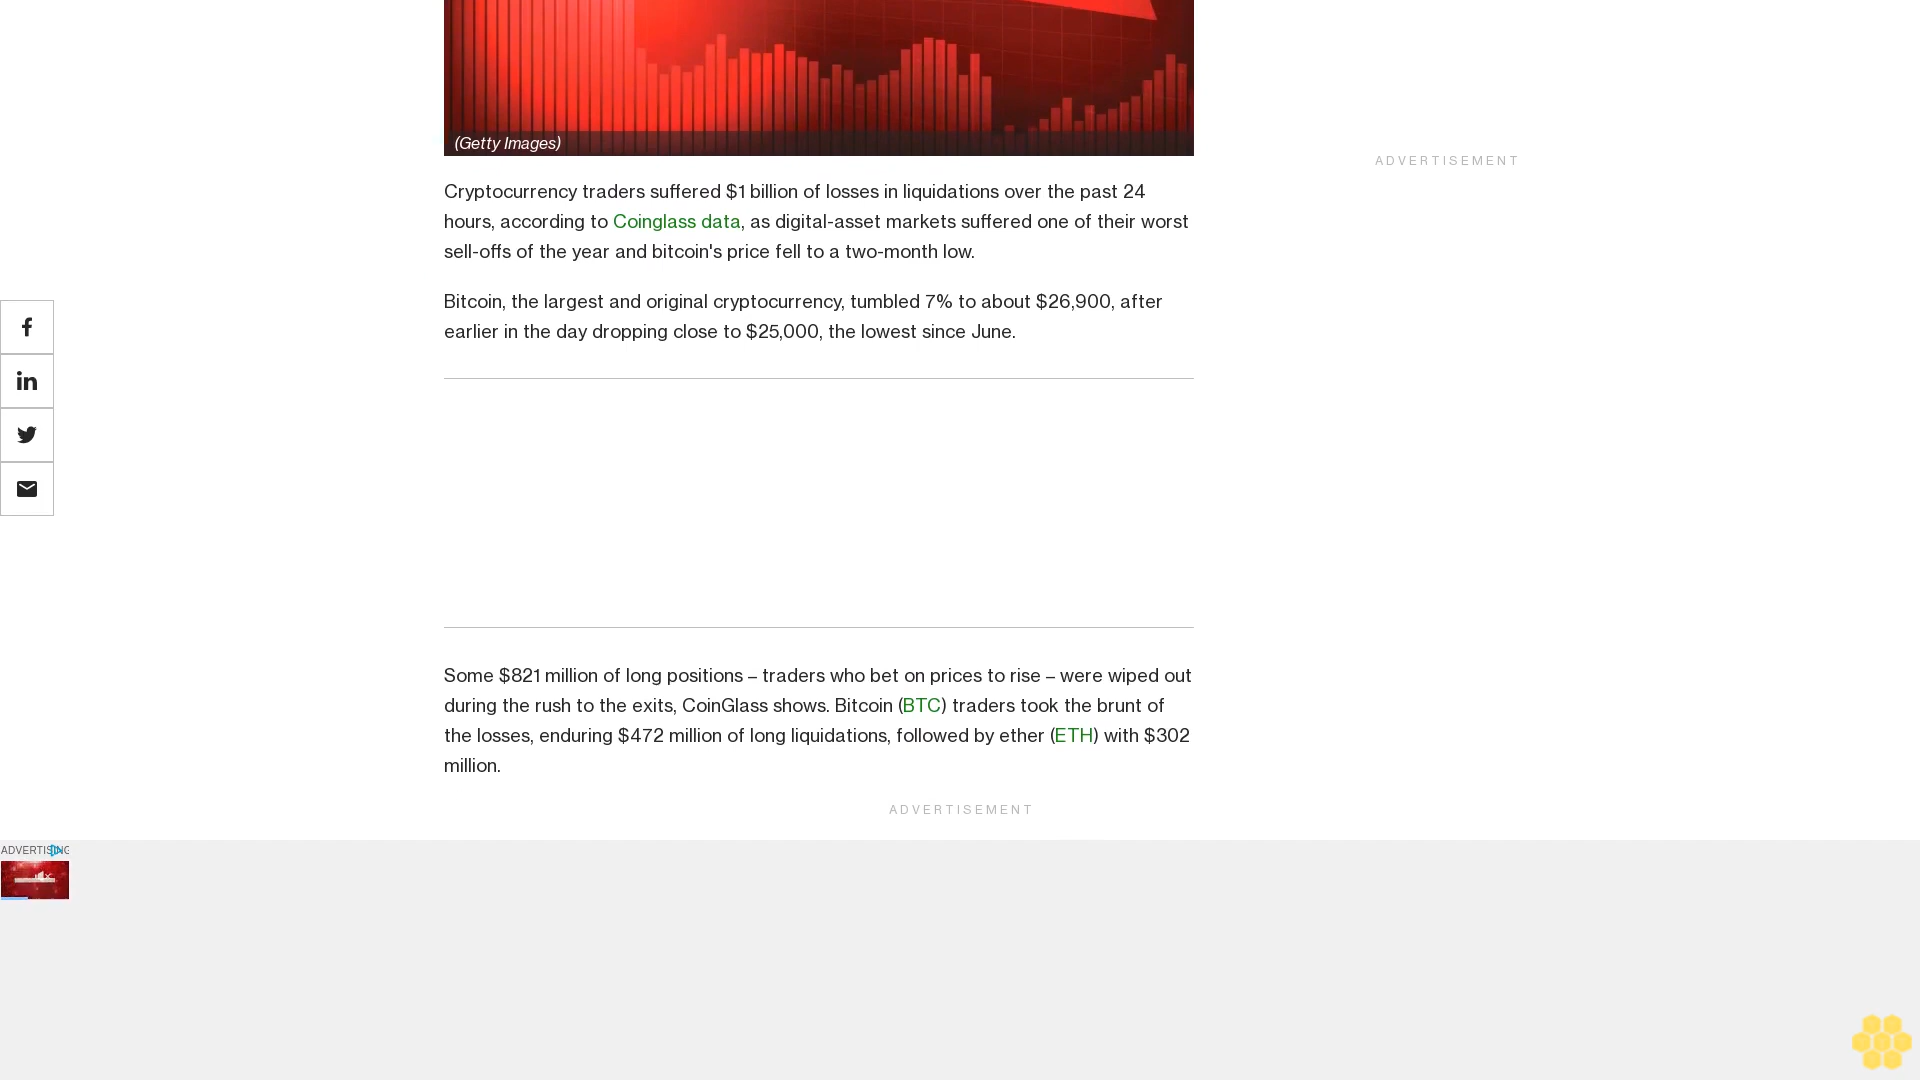 (Getty Images)
ADVERTISEMENT
Cryptocurrency traders suffered $1 billion of losses in liquidations over the past 24
hours, according to Coinglass data, as digital-asset markets suffered one of their worst
sell-offs of the year and bitcoin's price fell to a two-month low.
Bitcoin, the largest and original cryptocurrency, tumbled 7% to about $26,900, after
earlier in the day dropping close to $25,000, the lowest since June.
Some $821 million of long positions – traders who bet on prices to rise – were wiped out
during the rush to the exits, CoinGlass shows. Bitcoin (BTC) traders took the brunt of
the losses, enduring $472 million of long liquidations, followed by ether (ETH) with $302
million.
ADVERTISEMENT
ADVERTISING